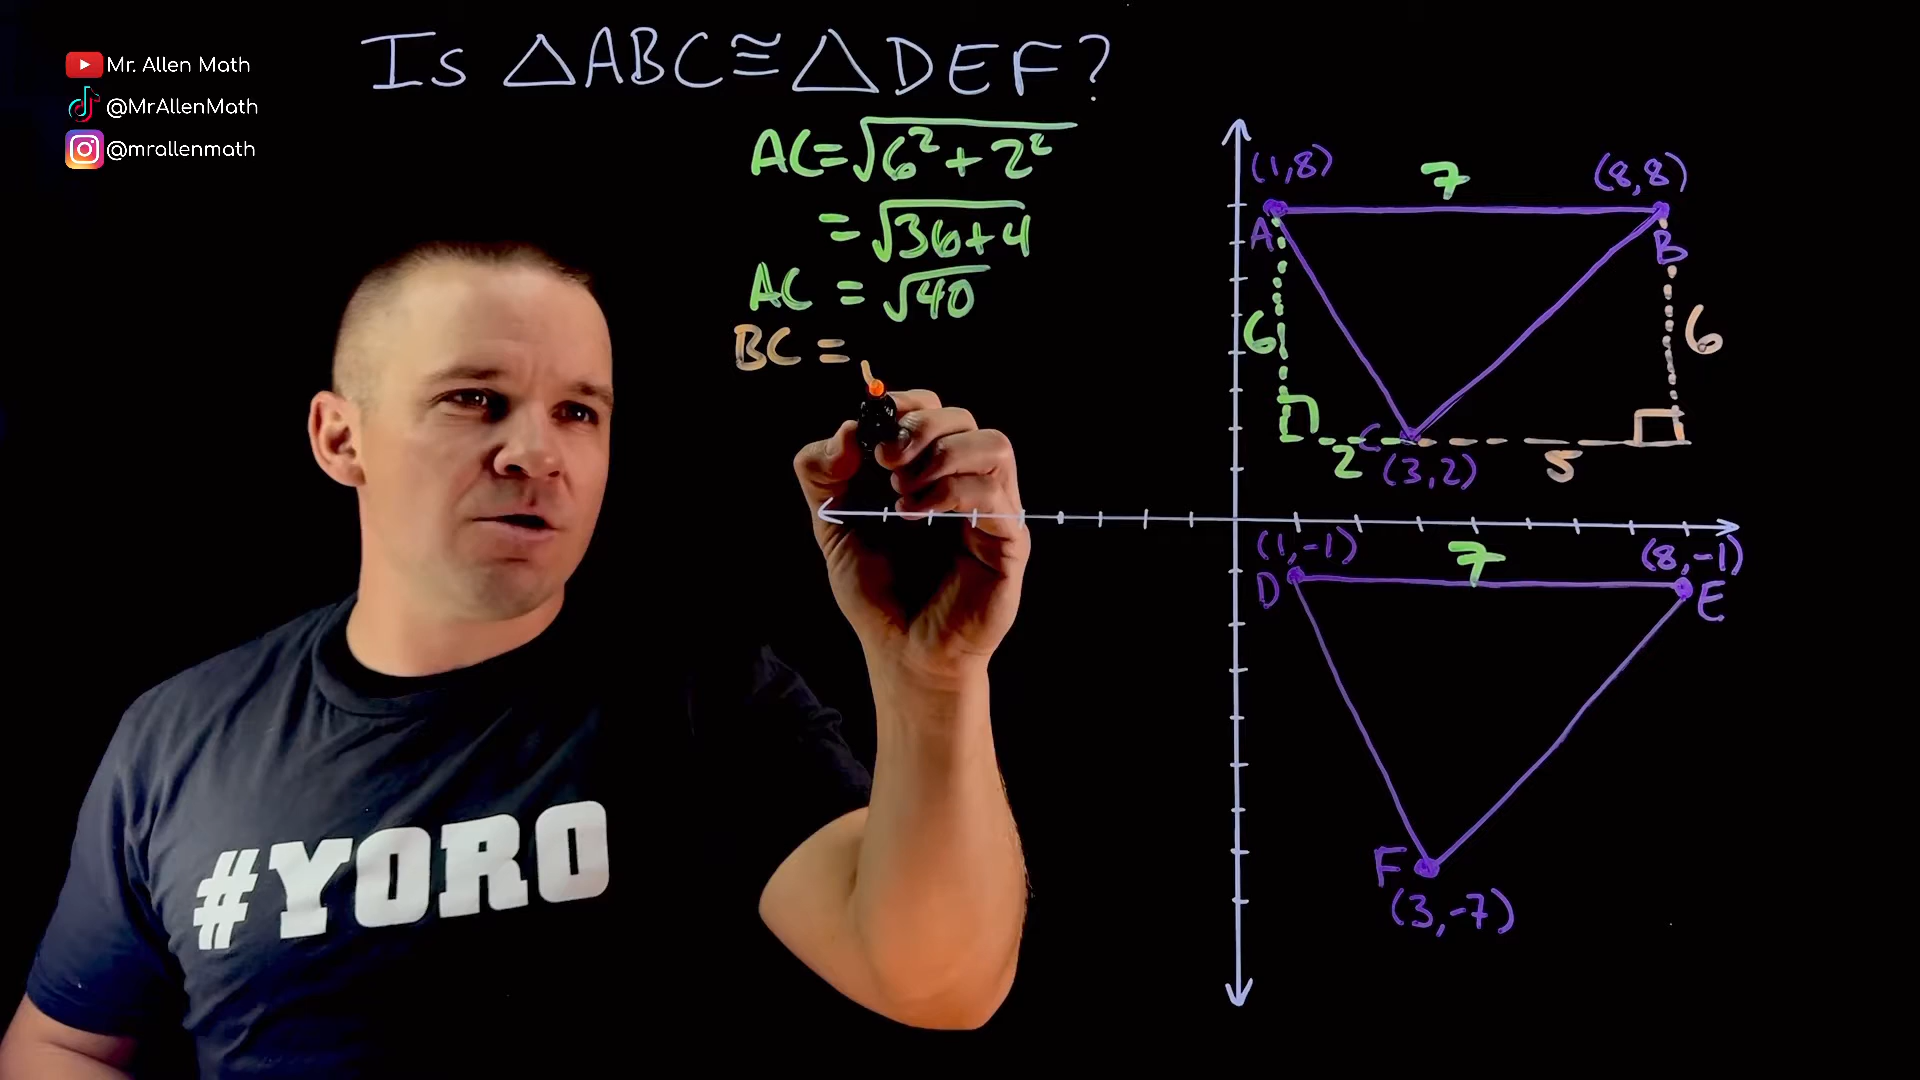 Mr. Allen Math
@MrAllenMath
@mrallenmath
Is △ABC≅△DEF?
AC=√6²+2²
=√36+4
AC=√40
BC=
(1,8)
7
(8,8)
A
B
6
6
C
2
(3,2)
5
(1,-1)
7
(8,-1)
D
E
F
(3,-7)
#YORO